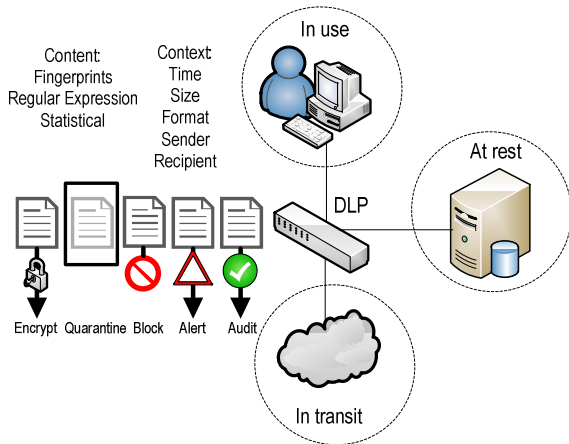 In use
Content:
Fingerprints
Regular Expression
Statistical
Context:
Time
Size
Format
Sender
Recipient
At rest
DLP
Encrypt
Quarantine
Block
Alert
Audit
In transit